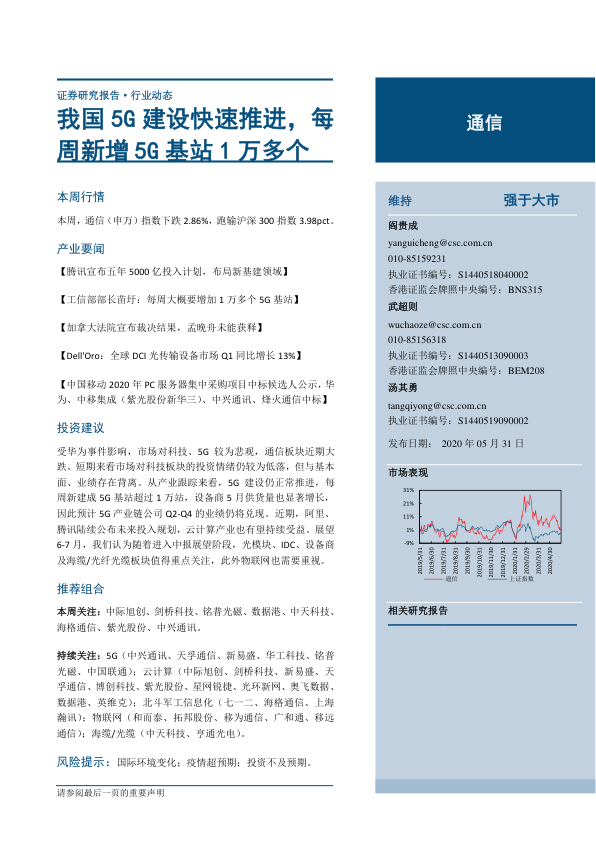 证券研究报告·行业动态
我国 5G 建设快速推进，每
周新增 5G 基站 1 万多个
本周行情
本周，通信（申万）指数下跌 2.86%，跑输沪深 300 指数 3.98pct。
产业要闻
【腾讯宣布五年 5000 亿投入计划，布局新基建领域】
【工信部部长苗圩：每周大概要增加 1 万多个 5G 基站】
【加拿大法院宣布裁决结果，孟晚舟未能获释】
【Dell'Oro：全球 DCI 光传输设备市场 Q1 同比增长 13%】
【中国移动 2020 年 PC 服务器集中采购项目中标候选人公示，华
为、中移集成（紫光股份新华三）、中兴通讯、烽火通信中标】
投资建议
受华为事件影响，市场对科技、5G 较为悲观，通信板块近期大
跌。短期来看市场对科技板块的投资情绪仍较为低落，但与基本
面、业绩存在背离。从产业跟踪来看，5G 建设仍正常推进，每
周新建成 5G 基站超过 1 万站，设备商 5 月供货量也显著增长，
因此预计 5G 产业链公司 Q2-Q4 的业绩仍将兑现。近期，阿里、
腾讯陆续公布未来投入规划，云计算产业也有望持续受益。展望
6-7 月，我们认为随着进入中报展望阶段，光模块、IDC、设备商
及海缆/光纤光缆板块值得重点关注，此外物联网也需要重视。
推荐组合
本周关注：中际旭创、剑桥科技、铭普光磁、数据港、中天科技、
海格通信、紫光股份、中兴通讯。
持续关注：5G（中兴通讯、天孚通信、新易盛、华工科技、铭普
光磁、中国联通）；云计算（中际旭创、剑桥科技、新易盛、天
孚通信、博创科技、紫光股份、星网锐捷、光环新网、奥飞数据、
数据港、英维克）；北斗军工信息化（七一二、海格通信、上海
瀚讯）；物联网（和而泰、拓邦股份、移为通信、广和通、移远
通信）；海缆/光缆（中天科技、亨通光电）。
风险提示：国际环境变化；疫情超预期；投资不及预期。
请参阅最后一页的重要声明
通信
维持 强于大市
阎贵成
yanguicheng@csc.com.cn
010-85159231
执业证书编号：S1440518040002
香港证监会牌照中央编号：BNS315
武超则
wuchaoze@csc.com.cn
010-85156318
执业证书编号：S1440513090003
香港证监会牌照中央编号：BEM208
汤其勇
tangqiyong@csc.com.cn
执业证书编号：S1440519090002
发布日期： 2020 年 05 月 31 日
市场表现
31%
21%
11%
1%
-9%
2019/5/31
2019/6/30
2019/7/31
2019/8/31
2019/9/30
2019/10/31
2019/11/30
2019/12/31
2020/1/31
2020/2/29
2020/3/31
2020/4/30
通信 上证指数
相关研究报告